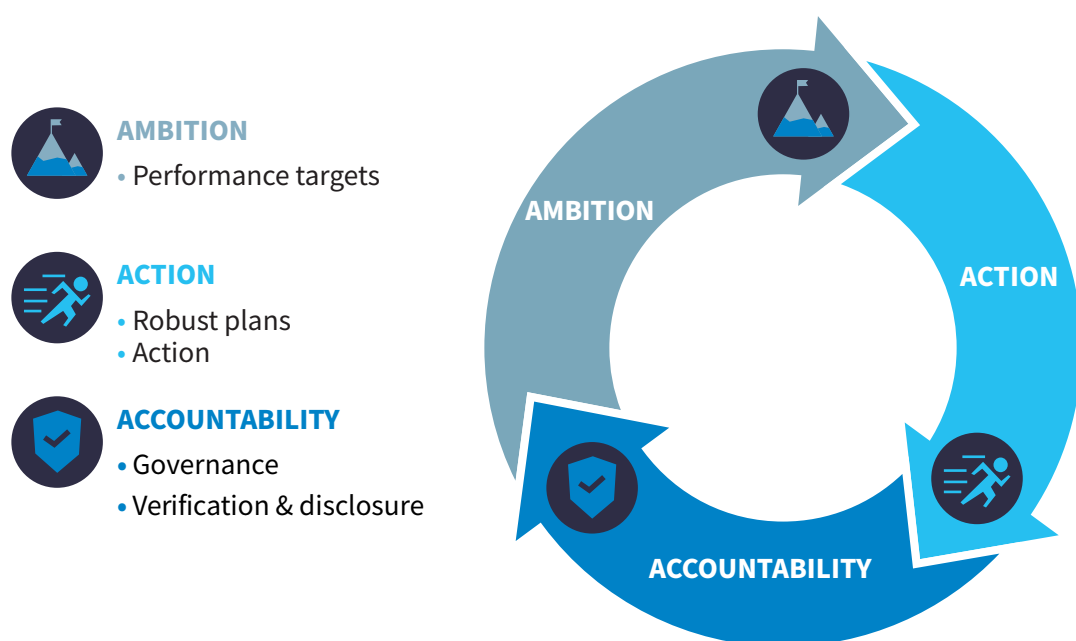 AMBITION
• Performance targets
ACTION
• Robust plans
• Action
ACCOUNTABILITY
• Governance
• Verification & disclosure
AMBITION
ACTION
ACCOUNTABILITY